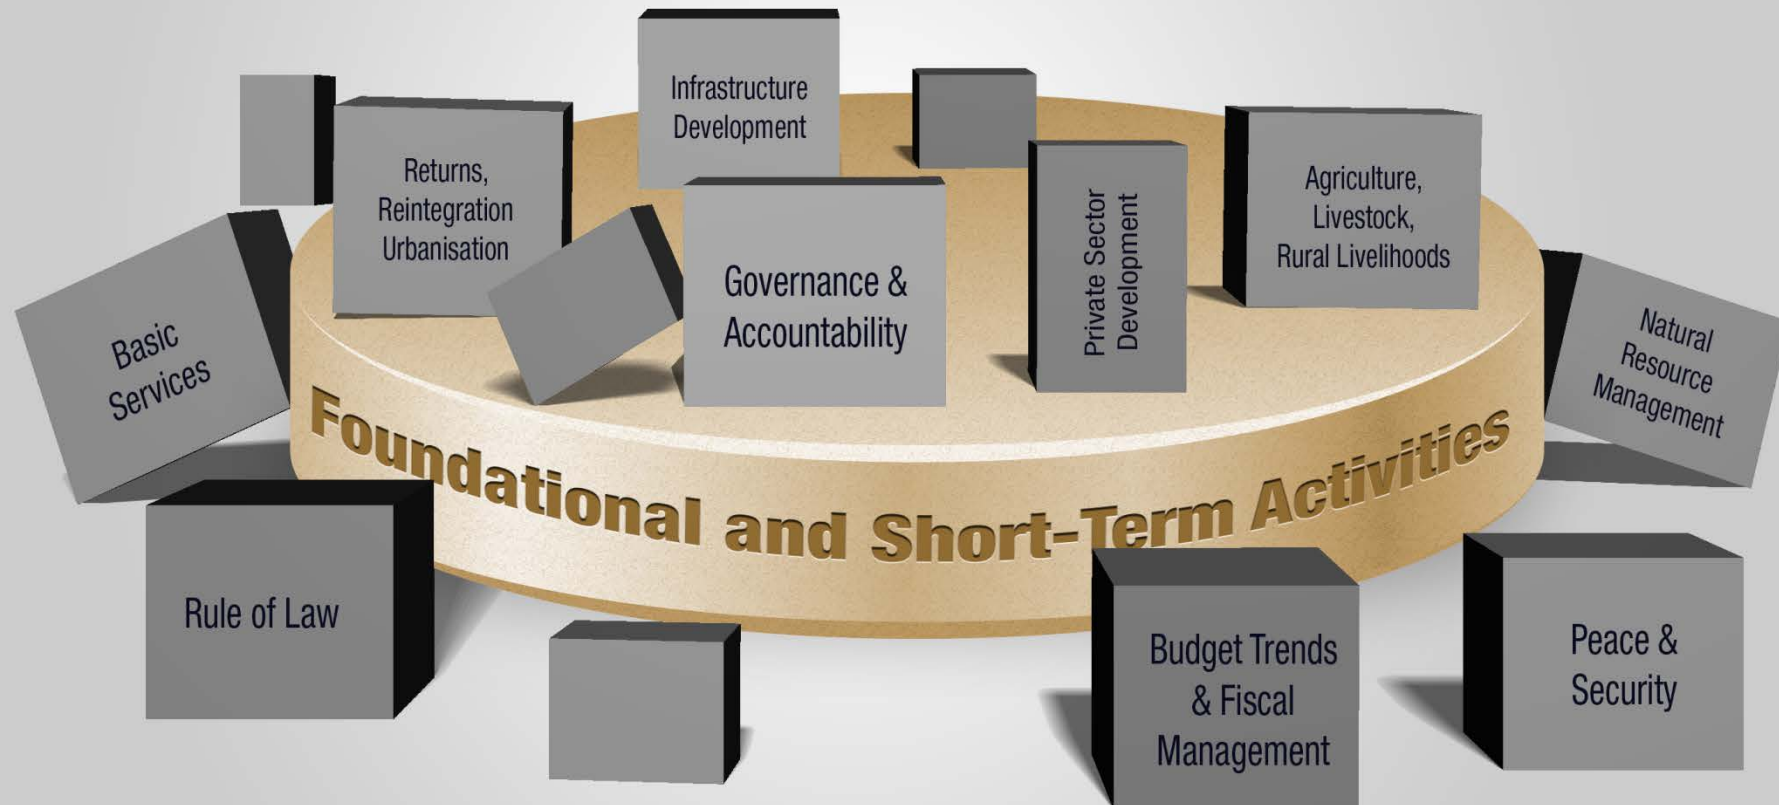 Infrastructure
Development
Returns,
Reintegration
Urbanisation
Agriculture,
Livestock,
Rural Livelihoods
Private Sector
Development
Governance &
Accountability
Basic
Services
Natural
Resource
Management
Foundational and Short-Term Activities
Rule of Law
Budget Trends
& Fiscal
Management
Peace &
Security